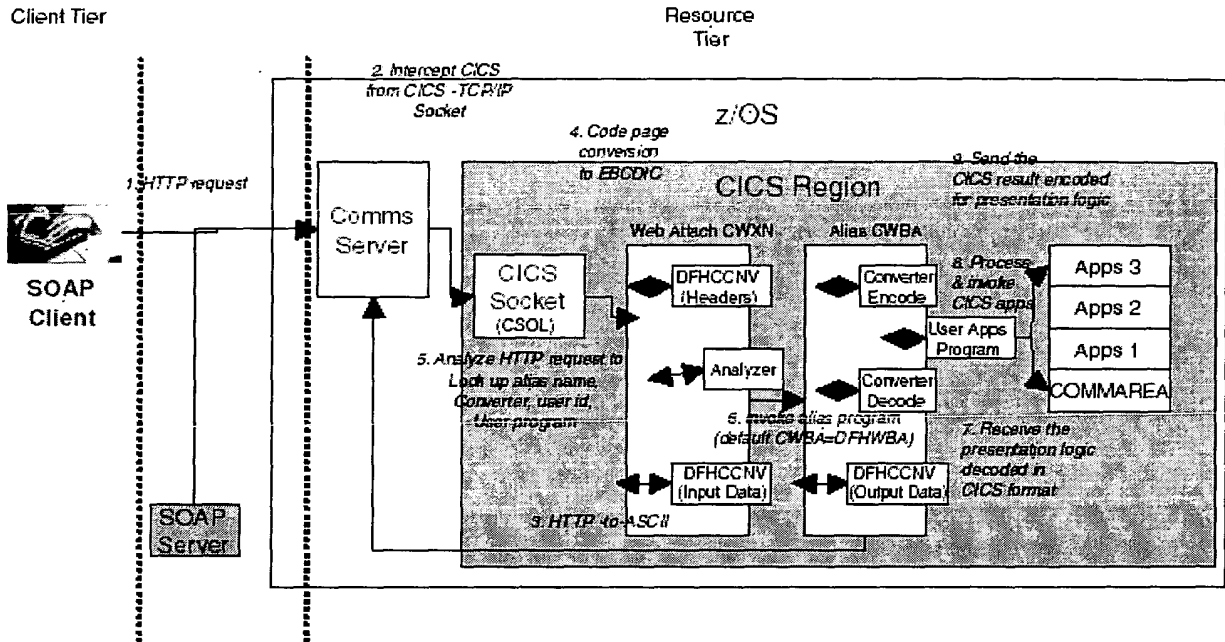 Client Tier
Resource
Tier
2. Intercept CICS
from CICS -TCP/IP
Socket
z/OS
4. Code page
conversion
to EBCDIC
9. Send the
CICS result encoded
for presentation logic
1. HTTP request
CICS Region
Comms
Server
Web Attach CWXN
Alias CWBA
SOAP
Client
CICS
Socket
(CSOL)
DFHCCNV
(Headers)
Converter
Encode
8. Process
& invoke
CICS apps
Apps 3
Apps 2
Apps 1
COMMAREA
User Apps
Program
5. Analyze HTTP request to
Look up alias name,
Converter, user id,
User program
Analyzer
Converter
Decode
6. Invoke alias program
(default CWBA=DFHWBA)
7. Receive the
presentation logic
decoded in
CICS format
DFHCCNV
(Input Data)
DFHCCNV
(Output Data)
3. HTTP -to-ASCII
SOAP
Server